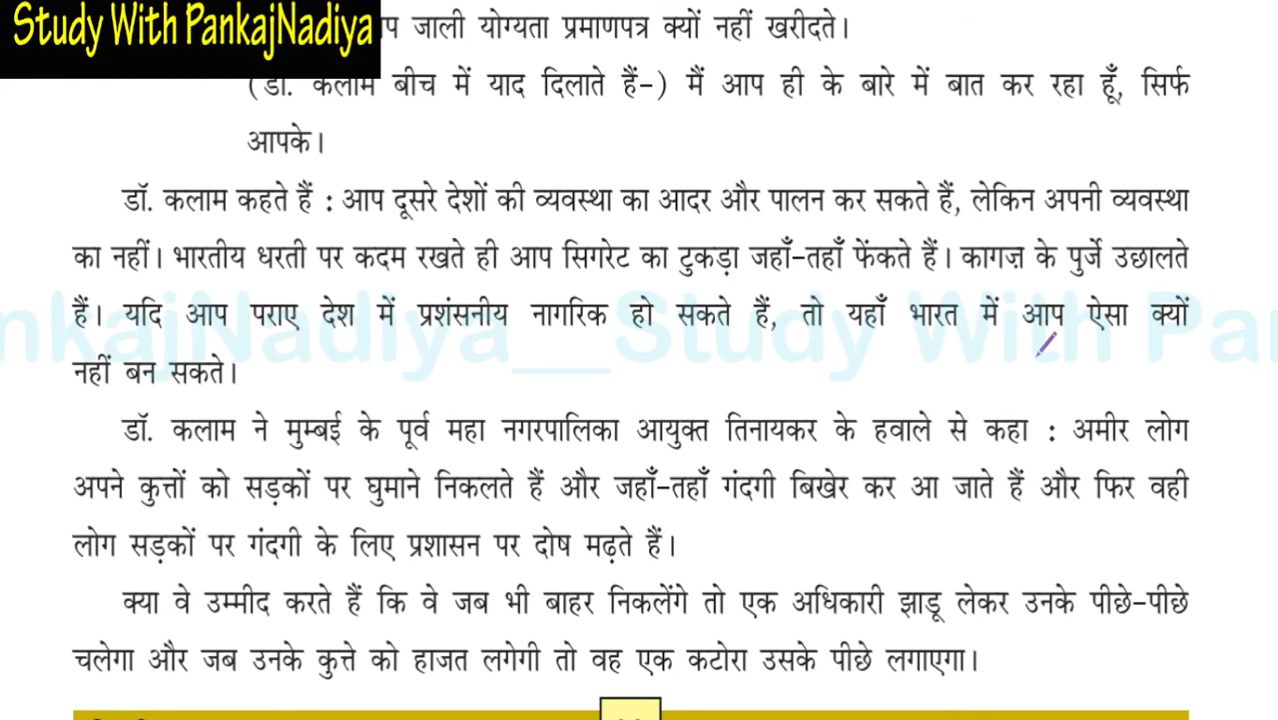 Study With PankajNadiya
जाली योग्यता प्रमाणपत्र क्यों नहीं खरीदते।
(डॉ. कलाम बीच में याद दिलाते हैं-) मैं आप ही के बारे में बात कर रहा हूँ, सिर्फ
आपके।
डॉ. कलाम कहते हैं : आप दूसरे देशों की व्यवस्था का आदर और पालन कर सकते हैं, लेकिन अपनी व्यवस्था
का नहीं। भारतीय धरती पर कदम रखते ही आप सिगरेट का टुकड़ा जहाँ-तहाँ फेंकते हैं। कागज़ के पुर्जे उछालते
हैं। यदि आप पराए देश में प्रशंसनीय नागरिक हो सकते हैं, तो यहाँ भारत में आप ऐसा क्यों
nkajNadiya__Study With Pan
नहीं बन सकते।
डॉ. कलाम ने मुम्बई के पूर्व महा नगरपालिका आयुक्त तिनायकर के हवाले से कहा : अमीर लोग
अपने कुत्तों को सड़कों पर घुमाने निकलते हैं और जहाँ-तहाँ गंदगी बिखेर कर आ जाते हैं और फिर वही
लोग सड़कों पर गंदगी के लिए प्रशासन पर दोष मढ़ते हैं।
क्या वे उम्मीद करते हैं कि वे जब भी बाहर निकलेंगे तो एक अधिकारी झाडू लेकर उनके पीछे-पीछे
चलेगा और जब उनके कुत्ते को हाजत लगेगी तो वह एक कटोरा उसके पीछे लगाएगा।